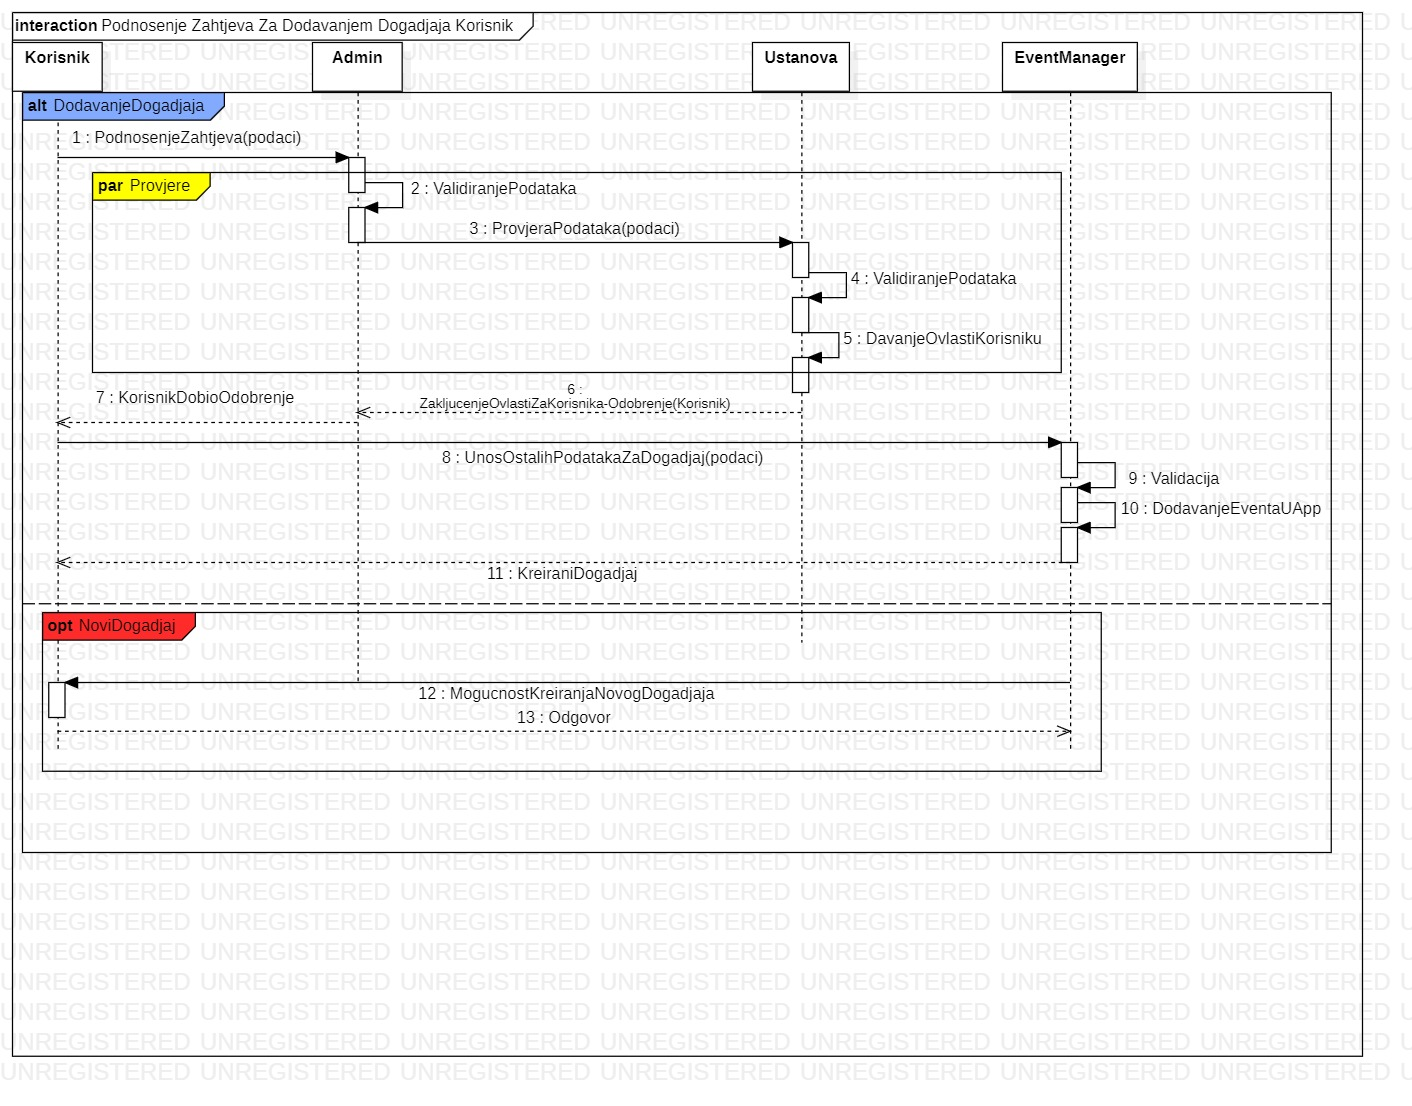 interaction Podnosenje Zahtjeva Za Dodavanjem Dogadjaja Korisnik
Korisnik
Admin
Ustanova
EventManager
alt DodavanjeDogadjaja
1 : PodnosenjeZahtjeva(podaci)
par Provjere
2 : ValidiranjePodataka
3 : ProvjeraPodataka(podaci)
4 : ValidiranjePodataka
5 : DavanjeOvlastiKorisniku
6 :
ZakljucenjeOvlastiZaKorisnika-Odobrenje(Korisnik)
7 : KorisnikDobioOdobrenje
8 : UnosOstalihPodatakaZaDogadjaj(podaci)
9 : Validacija
10 : DodavanjeEventaUApp
11 : KreiraniDogadjaj
opt NoviDogadjaj
12 : MogucnostKreiranjaNovogDogadjaja
13 : Odgovor
UNREGISTERED